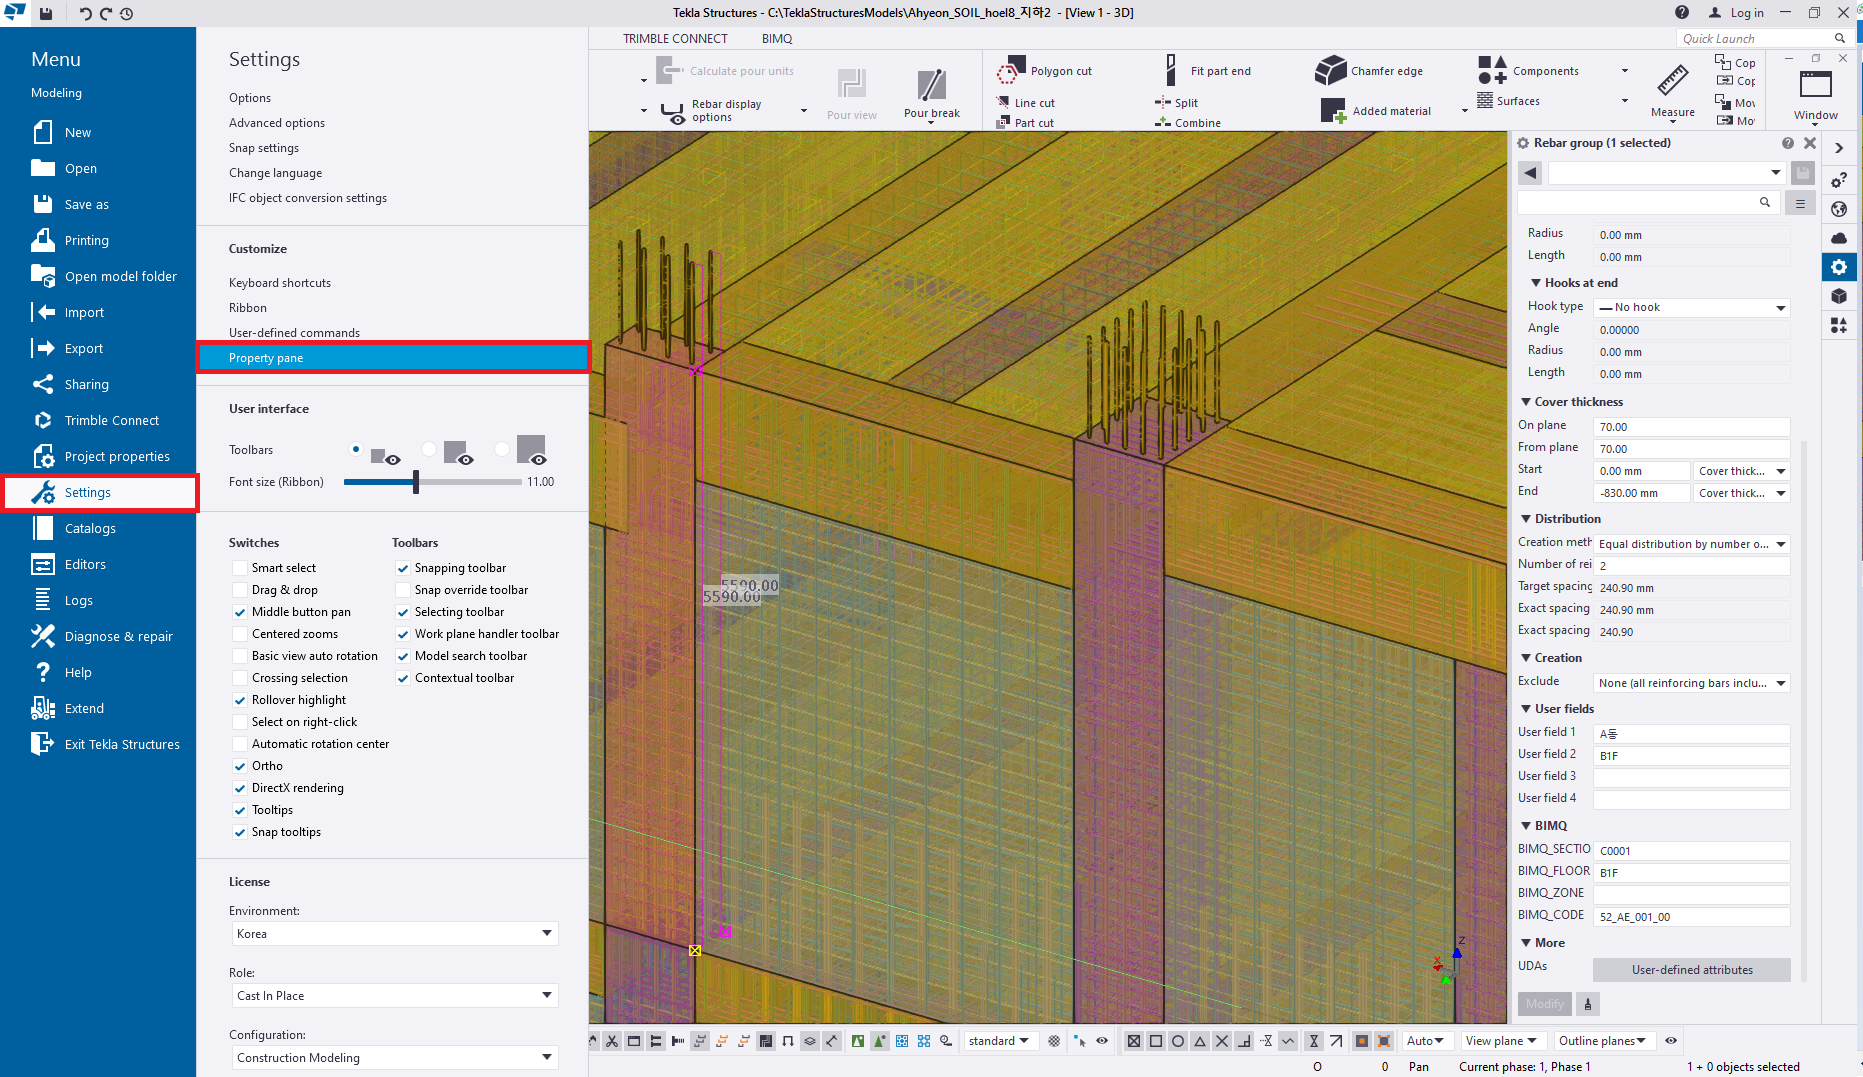 Tekla Structures - C:\TeklaStructuresModels\Ahyeon_SOIL_hoel8_지하2 - [View 1 - 3D]
Log in
Menu
Modeling
New
Open
Save as
Printing
Open model folder
Import
Export
Sharing
Trimble Connect
Project properties
Settings
Catalogs
Editors
Logs
Diagnose & repair
Help
Extend
Exit Tekla Structures
Settings
Options
Advanced options
Snap settings
Change language
IFC object conversion settings
Customize
Keyboard shortcuts
Ribbon
User-defined commands
Property pane
User interface
Toolbars
Font size (Ribbon) 11.00
Switches
Smart select
Drag & drop
Middle button pan
Centered zooms
Basic view auto rotation
Crossing selection
Rollover highlight
Select on right-click
Automatic rotation center
Ortho
DirectX rendering
Tooltips
Snap tooltips
Toolbars
Snapping toolbar
Snap override toolbar
Selecting toolbar
Work plane handler toolbar
Model search toolbar
Contextual toolbar
License
Environment:
Korea
Role:
Cast In Place
Configuration:
Construction Modeling
TRIMBLE CONNECT BIMQ
Quick Launch
Calculate pour units
Rebar display
options
Pour view
Pour break
Polygon cut
Line cut
Part cut
Fit part end
Split
Combine
Chamfer edge
Added material
Components
Surfaces
Measure
Cop
Cop
Mov
Mov
Window
5590.00
5590.00
Z
X
Rebar group (1 selected)
Radius 0.00 mm
Length 0.00 mm
Hooks at end
Hook type No hook
Angle 0.00000
Radius 0.00 mm
Length 0.00 mm
Cover thickness
On plane 70.00
From plane 70.00
Start 0.00 mm Cover thick...
End -830.00 mm Cover thick...
Distribution
Creation meth Equal distribution by number o...
Number of rei 2
Target spacing 240.90 mm
Exact spacing 240.90 mm
Exact spacing 240.90
Creation
Exclude None (all reinforcing bars inclu...
User fields
User field 1 A동
User field 2 B1F
User field 3
User field 4
BIMQ
BIMQ_SECTIO C0001
BIMQ_FLOOR B1F
BIMQ_ZONE
BIMQ_CODE 52_AE_001_00
More
UDAs User-defined attributes
Modify
standard
Auto
View plane
Outline planes
O 0 Pan Current phase: 1, Phase 1 1 + 0 objects selected